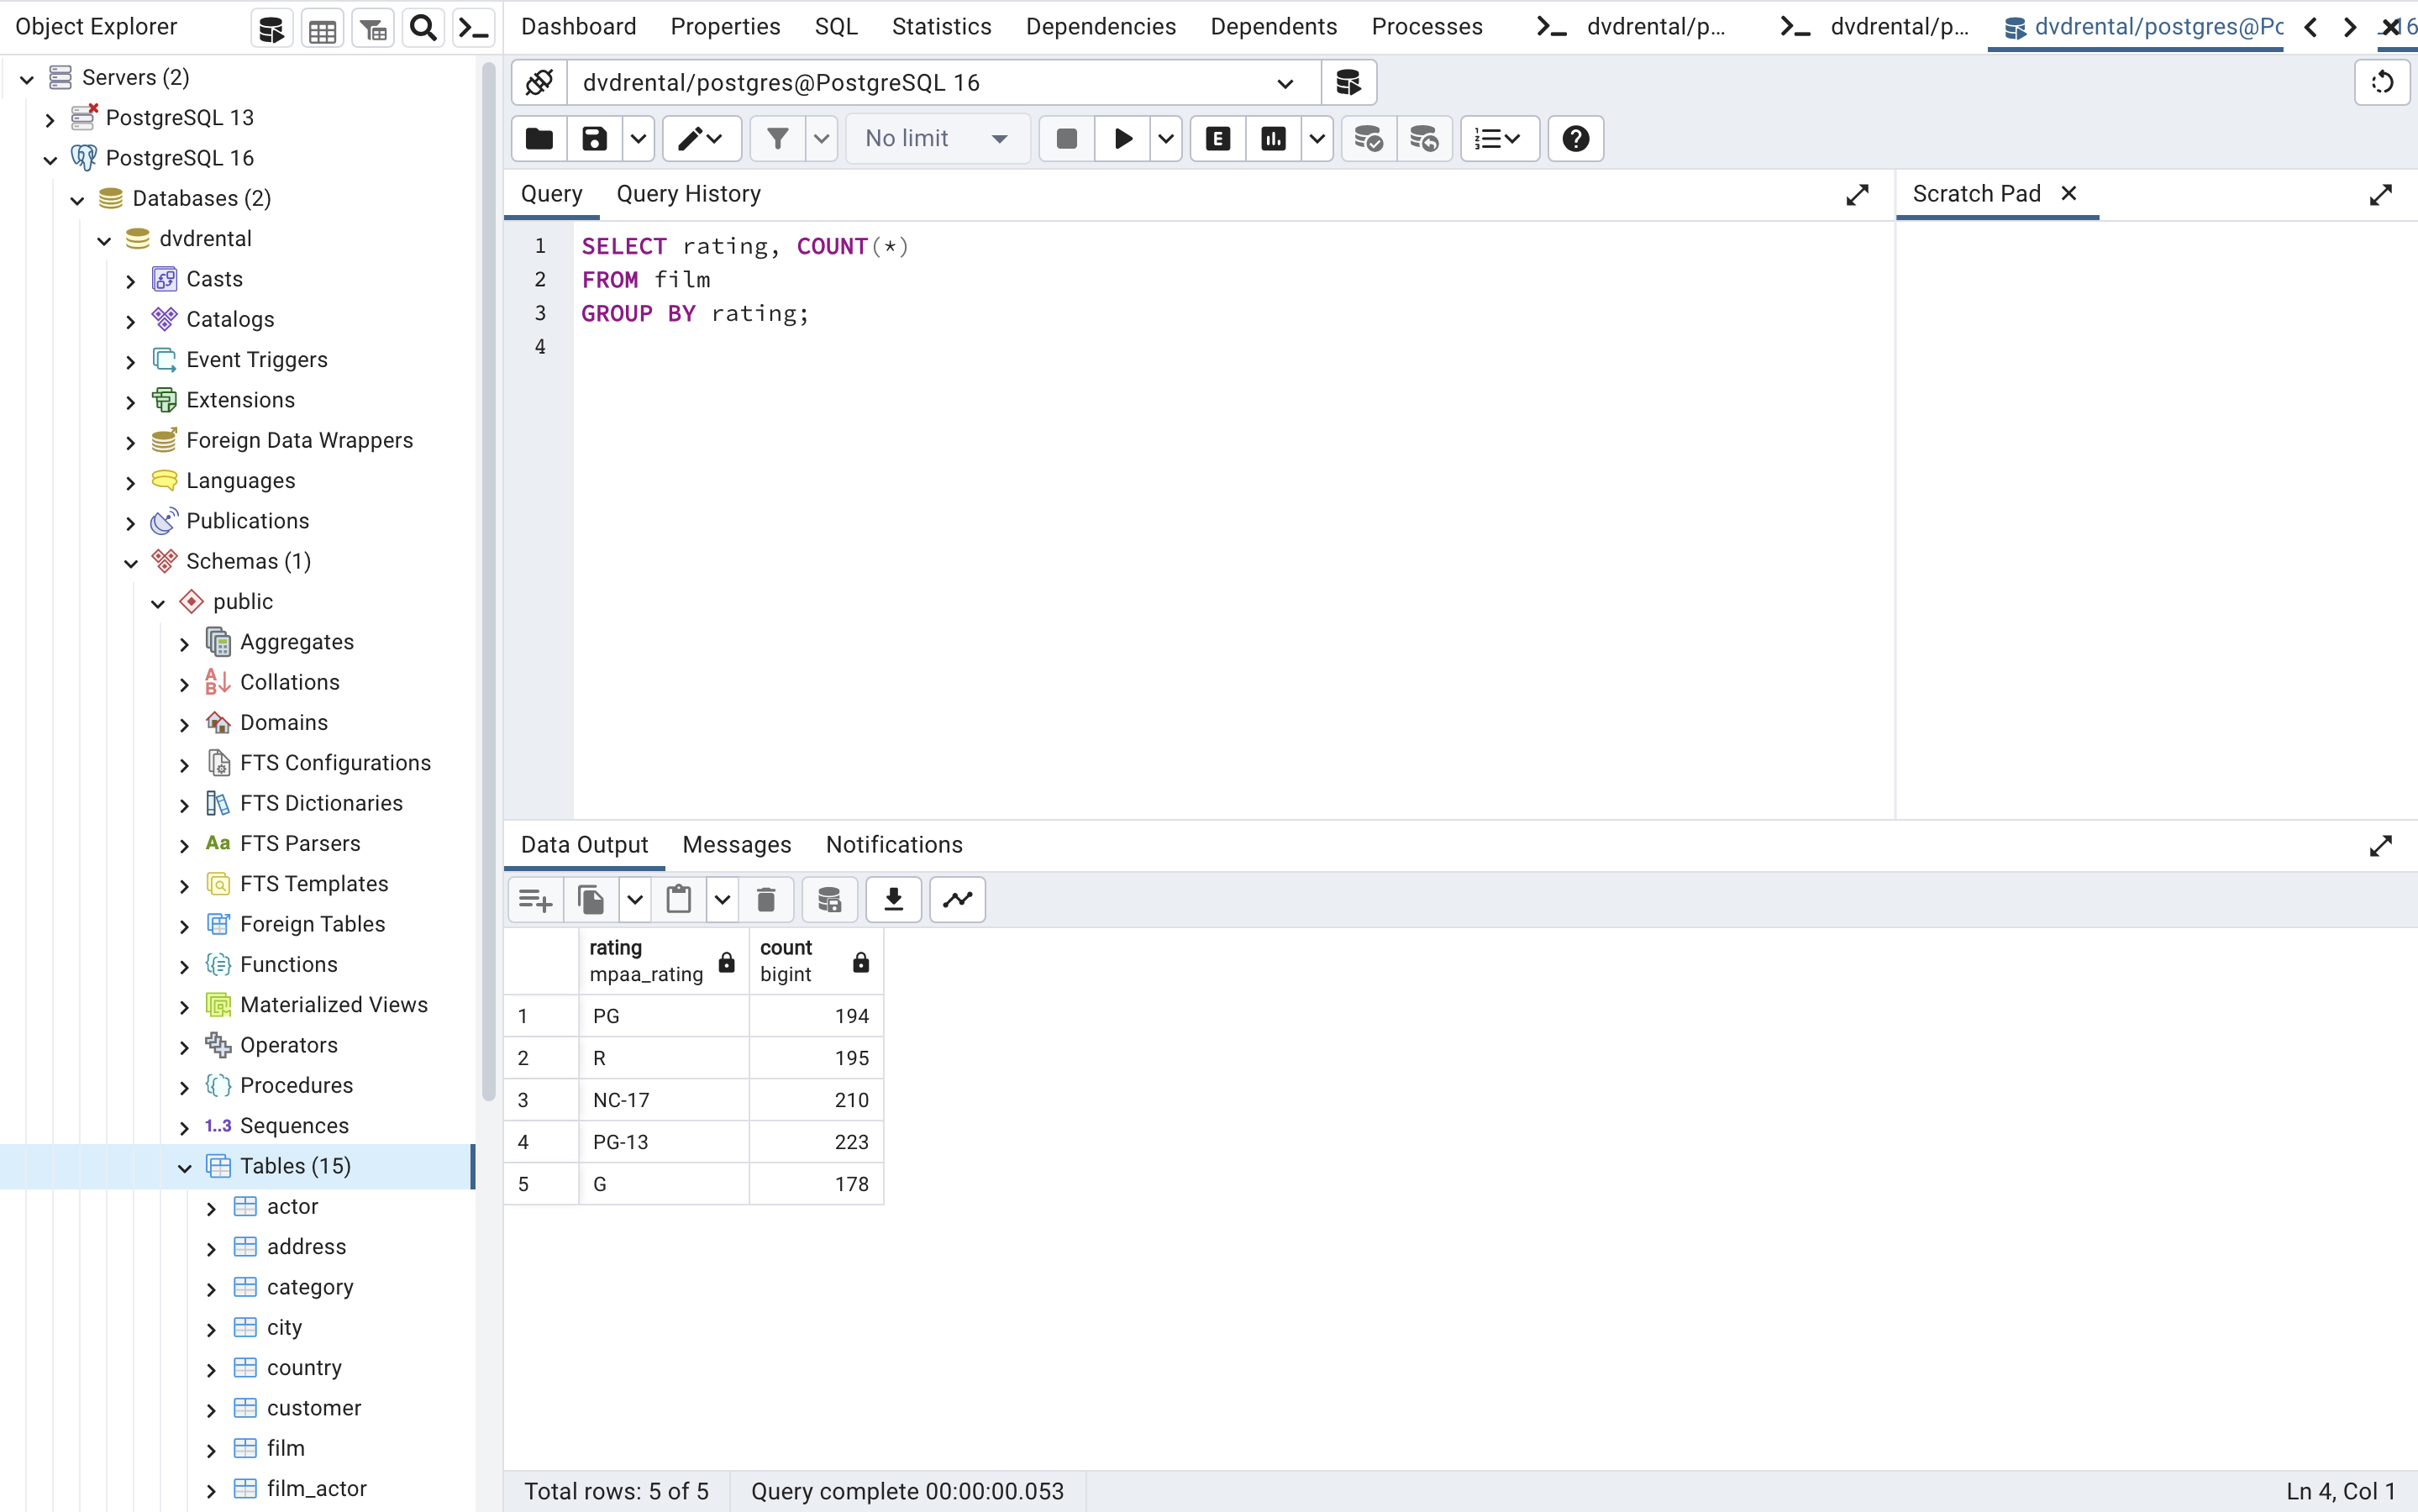 Object Explorer
Dashboard Properties SQL Statistics Dependencies Dependents Processes dvdrental/p... dvdrental/p... dvdrental/postgres@Pc
Servers (2)
PostgreSQL 13
PostgreSQL 16
Databases (2)
dvdrental
Casts
Catalogs
Event Triggers
Extensions
Foreign Data Wrappers
Languages
Publications
Schemas (1)
public
Aggregates
Collations
Domains
FTS Configurations
FTS Dictionaries
Aa FTS Parsers
FTS Templates
Foreign Tables
Functions
Materialized Views
Operators
Procedures
1..3 Sequences
Tables (15)
actor
address
category
city
country
customer
film
film_actor
dvdrental/postgres@PostgreSQL 16
No limit
E
Query Query History
Scratch Pad
1 SELECT rating, COUNT(*)
2 FROM film
3 GROUP BY rating;
4
Data Output Messages Notifications
rating count
mpaa_rating bigint
1 PG 194
2 R 195
3 NC-17 210
4 PG-13 223
5 G 178
Total rows: 5 of 5 Query complete 00:00:00.053 Ln 4, Col 1